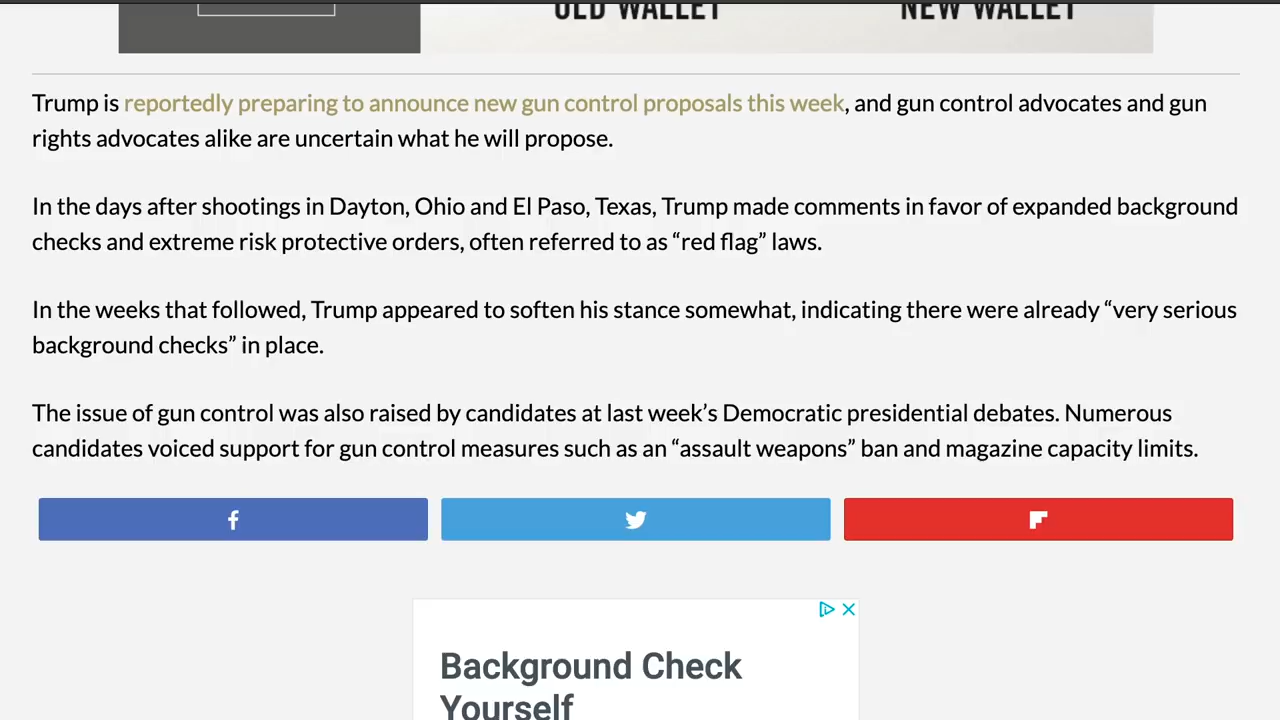 OLD WALLET NEW WALLET
Trump is reportedly preparing to announce new gun control proposals this week, and gun control advocates and gun
rights advocates alike are uncertain what he will propose.
In the days after shootings in Dayton, Ohio and El Paso, Texas, Trump made comments in favor of expanded background
checks and extreme risk protective orders, often referred to as “red flag” laws.
In the weeks that followed, Trump appeared to soften his stance somewhat, indicating there were already “very serious
background checks” in place.
The issue of gun control was also raised by candidates at last week’s Democratic presidential debates. Numerous
candidates voiced support for gun control measures such as an “assault weapons” ban and magazine capacity limits.
Background Check
Yourself